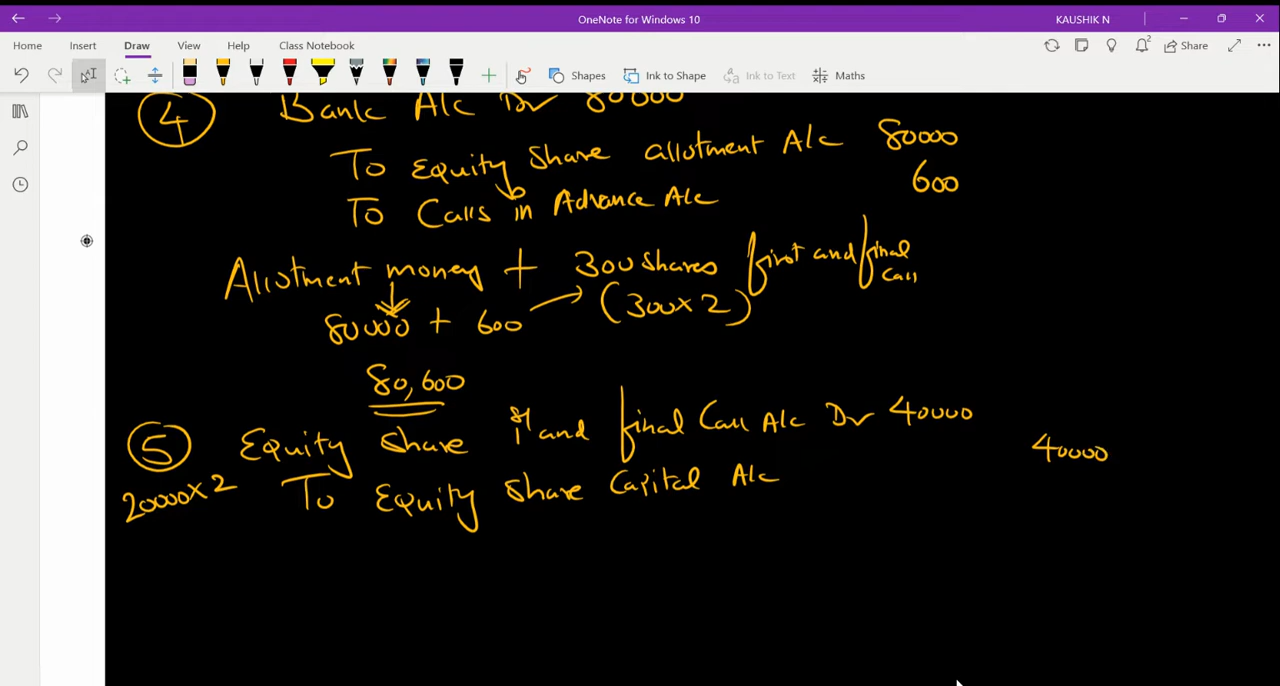 OneNote for Windows 10
KAUSHIK N
Home Insert Draw View Help Class Notebook
2 Share
Shapes Ink to Shape Ink to Text Maths
4 Bank A/c Dr 80000
To Equity Share allotment A/c 80000
To Calls in Advance A/c 600
Allotment money + 300 shares first and final call
80000 + 600 (300×2)
80,600
5 Equity Share 1st and final Call A/c Dr 40000
20000×2 To Equity Share Capital A/c 40000